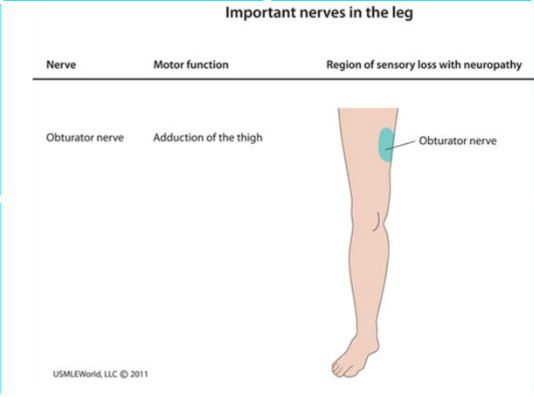 Important nerves in the leg
Nerve Motor function Region of sensory loss with neuropathy
Obturator nerve Adduction of the thigh Obturator nerve
USMLEWorld, LLC © 2011